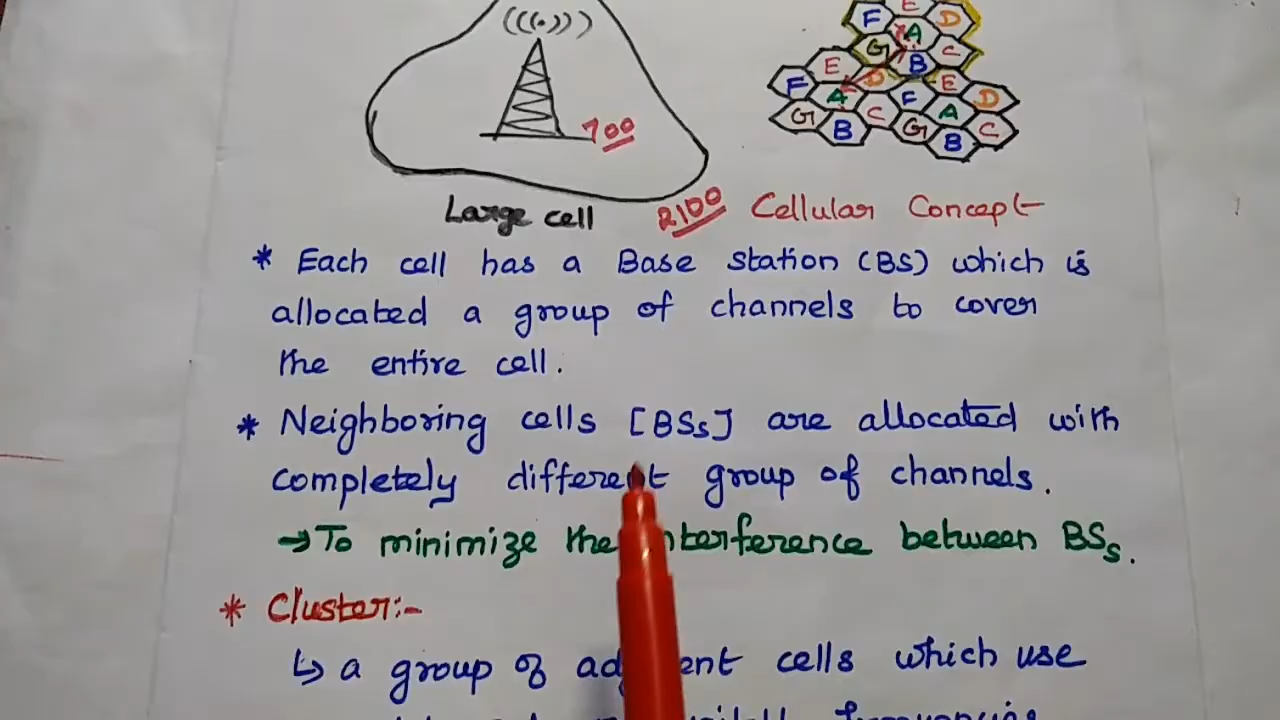 E
F D
A
G C
E B
F D E
A F D
G C A
B G C
B
700
Large cell
2100 Cellular Concept
* Each cell has a Base station (BS) which is
allocated a group of channels to cover
the entire cell.
* Neighboring cells [BSs] are allocated with
completely different group of channels.
→ To minimize the interference between BSs.
* Cluster:-
↳ a group of cells which use